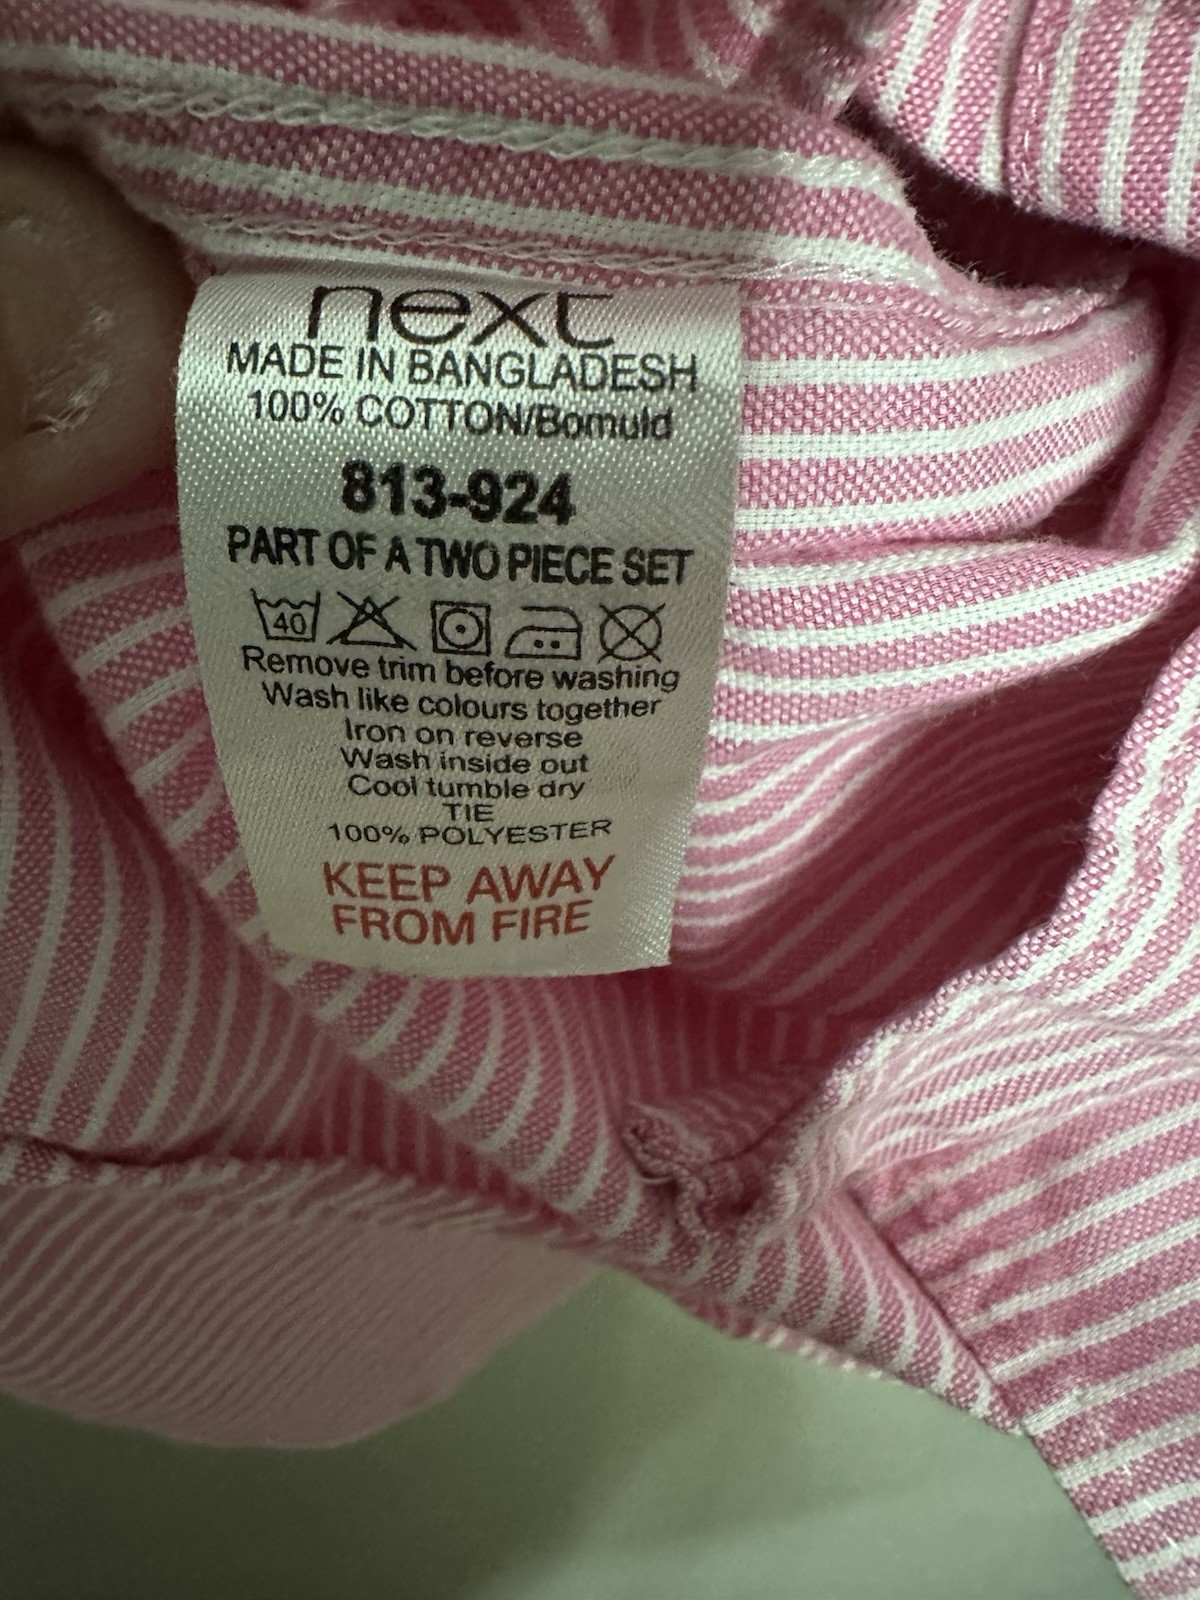 next
MADE IN BANGLADESH
100% COTTON/Bomuld
813-924
PART OF A TWO PIECE SET
40
Remove trim before washing
Wash like colours together
Iron on reverse
Wash inside out
Cool tumble dry
TIE
100% POLYESTER
KEEP AWAY
FROM FIRE